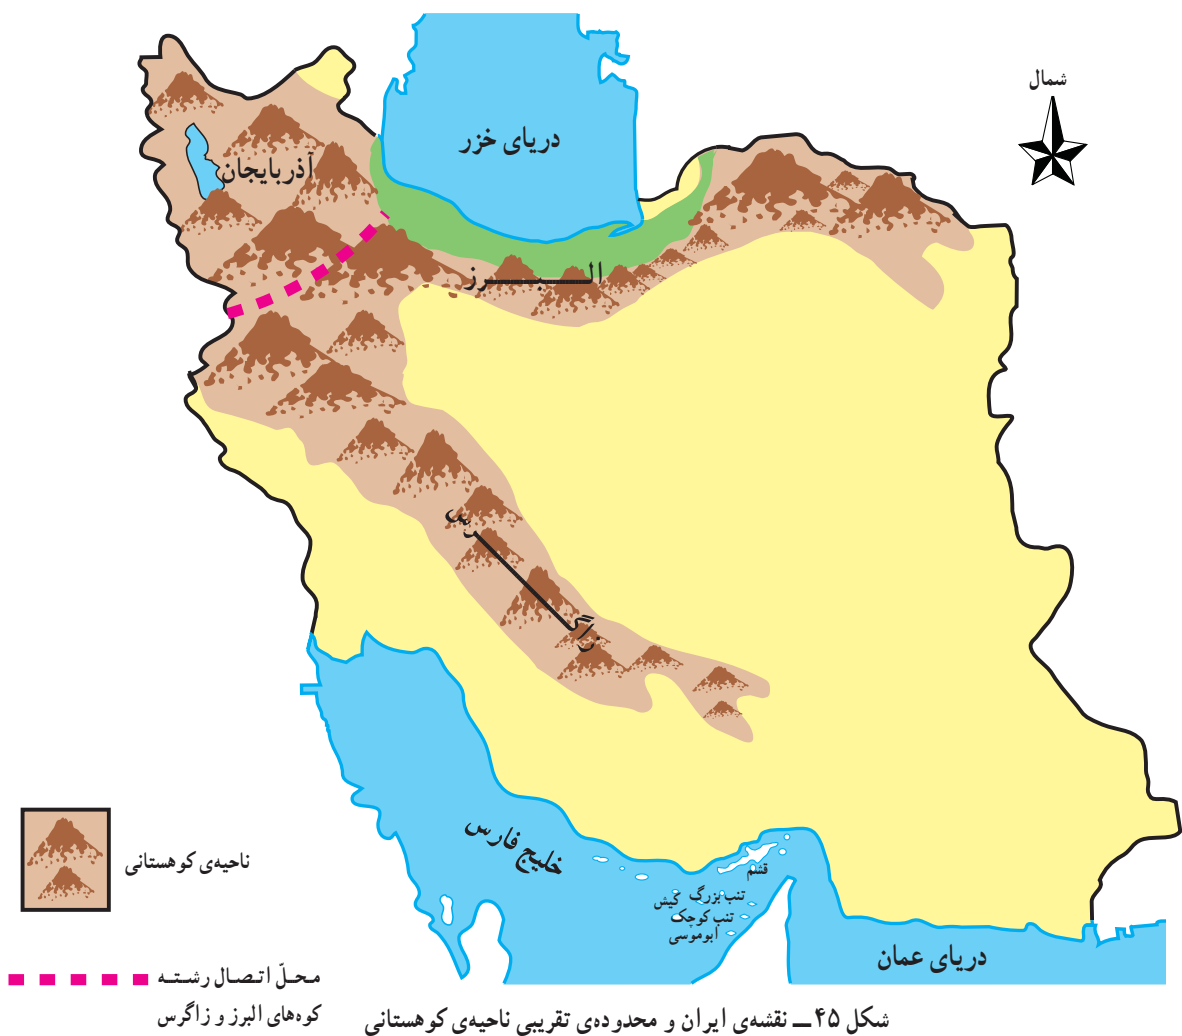 شمال
دریای خزر
آذربایجان
البرز
زاگرس
خلیج فارس
قشم
تنب بزرگ
کیش
تنب کوچک
ابوموسی
دریای عمان
ناحیه‌ی کوهستانی
محلّ اتصال رشته
کوه‌های البرز و زاگرس
شکل ۴۵ــ نقشه‌ی ایران و محدوده‌ی تقریبی ناحیه‌ی کوهستانی